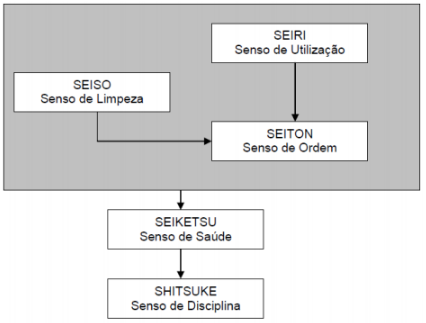 SEIRI
Senso de Utilização
SEISO
Senso de Limpeza
SEITON
Senso de Ordem
SEIKETSU
Senso de Saúde
SHITSUKE
Senso de Disciplina